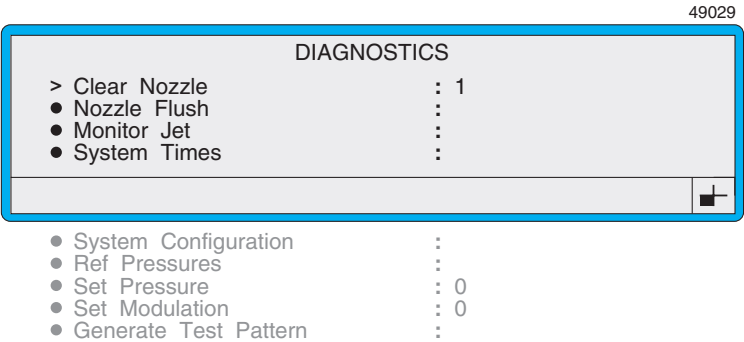 49029
DIAGNOSTICS
> Clear Nozzle : 1
● Nozzle Flush :
● Monitor Jet :
● System Times :
● System Configuration :
● Ref Pressures :
● Set Pressure : 0
● Set Modulation : 0
● Generate Test Pattern :